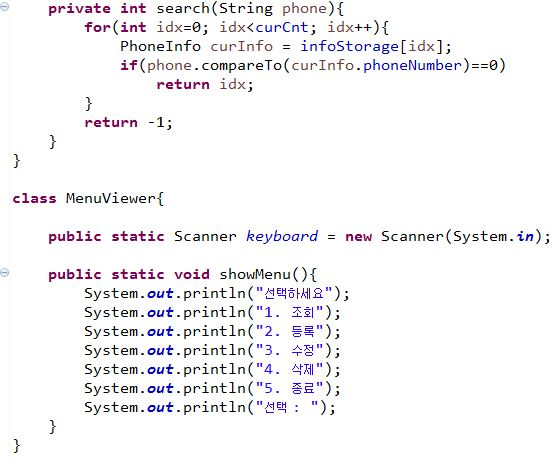 private int search(String phone){
for(int idx=0; idx<curCnt; idx++){
PhoneInfo curInfo = infoStorage[idx];
if(phone.compareTo(curInfo.phoneNumber)==0)
return idx;
}
return -1;
}
}
class MenuViewer{
public static Scanner keyboard = new Scanner(System.in);
public static void showMenu(){
System.out.println("선택하세요");
System.out.println("1. 조회");
System.out.println("2. 등록");
System.out.println("3. 수정");
System.out.println("4. 삭제");
System.out.println("5. 종료");
System.out.println("선택 : ");
}
}